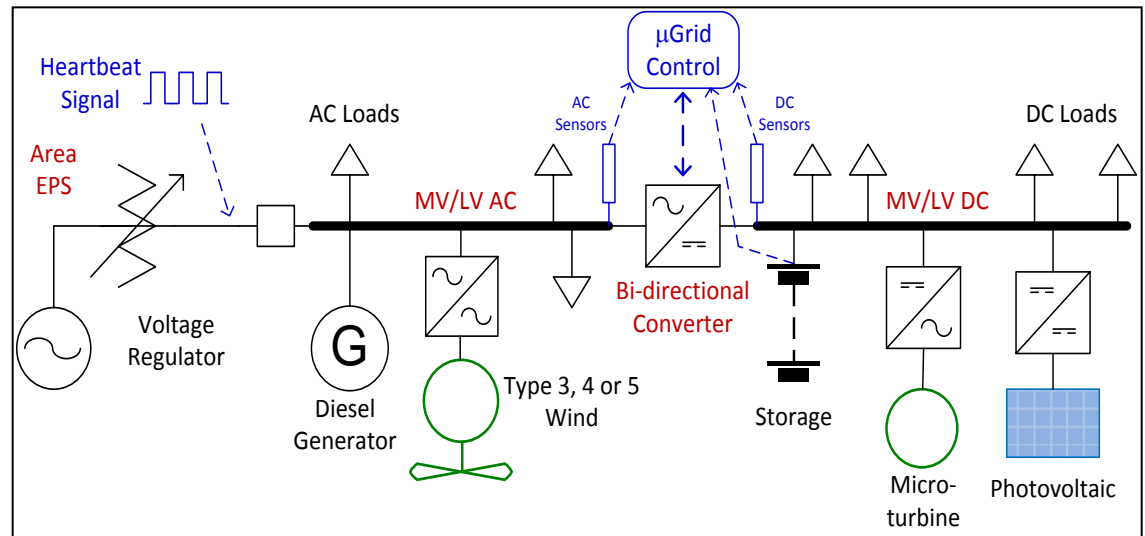 Heartbeat
Signal
Area
EPS
Voltage
Regulator
AC Loads
G
Diesel
Generator
MV/LV AC
Type 3, 4 or 5
Wind
AC
Sensors
μGrid
Control
DC
Sensors
Bi-directional
Converter
Storage
DC Loads
MV/LV DC
Micro-
turbine
Photovoltaic